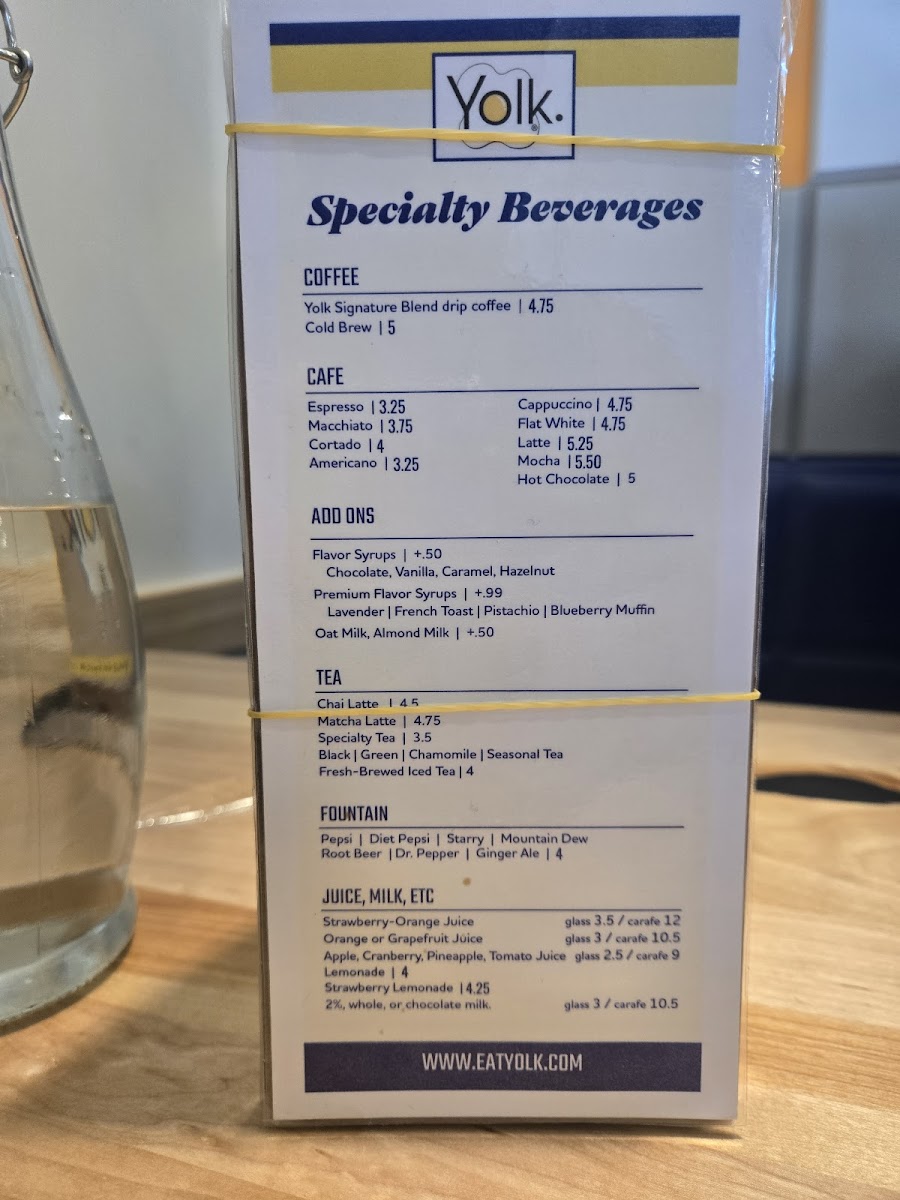 Yolk.
Specialty Beverages
COFFEE
Yolk Signature Blend drip coffee | 4.75
Cold Brew | 5
CAFE
Espresso | 3.25
Macchiato | 3.75
Cortado | 4
Americano | 3.25
Cappuccino | 4.75
Flat White | 4.75
Latte | 5.25
Mocha | 5.50
Hot Chocolate | 5
ADD ONS
Flavor Syrups | +.50
Chocolate, Vanilla, Caramel, Hazelnut
Premium Flavor Syrups | +.99
Lavender | French Toast | Pistachio | Blueberry Muffin
Oat Milk, Almond Milk | +.50
TEA
Chai Latte | 4.5
Matcha Latte | 4.75
Specialty Tea | 3.5
Black | Green | Chamomile | Seasonal Tea
Fresh-Brewed Iced Tea | 4
FOUNTAIN
Pepsi | Diet Pepsi | Starry | Mountain Dew
Root Beer | Dr. Pepper | Ginger Ale | 4
JUICE, MILK, ETC
Strawberry-Orange Juice glass 3.5 / carafe 12
Orange or Grapefruit Juice glass 3 / carafe 10.5
Apple, Cranberry, Pineapple, Tomato Juice glass 2.5 / carafe 9
Lemonade | 4
Strawberry Lemonade | 4.25
2%, whole, or chocolate milk. glass 3 / carafe 10.5
WWW.EATYOLK.COM